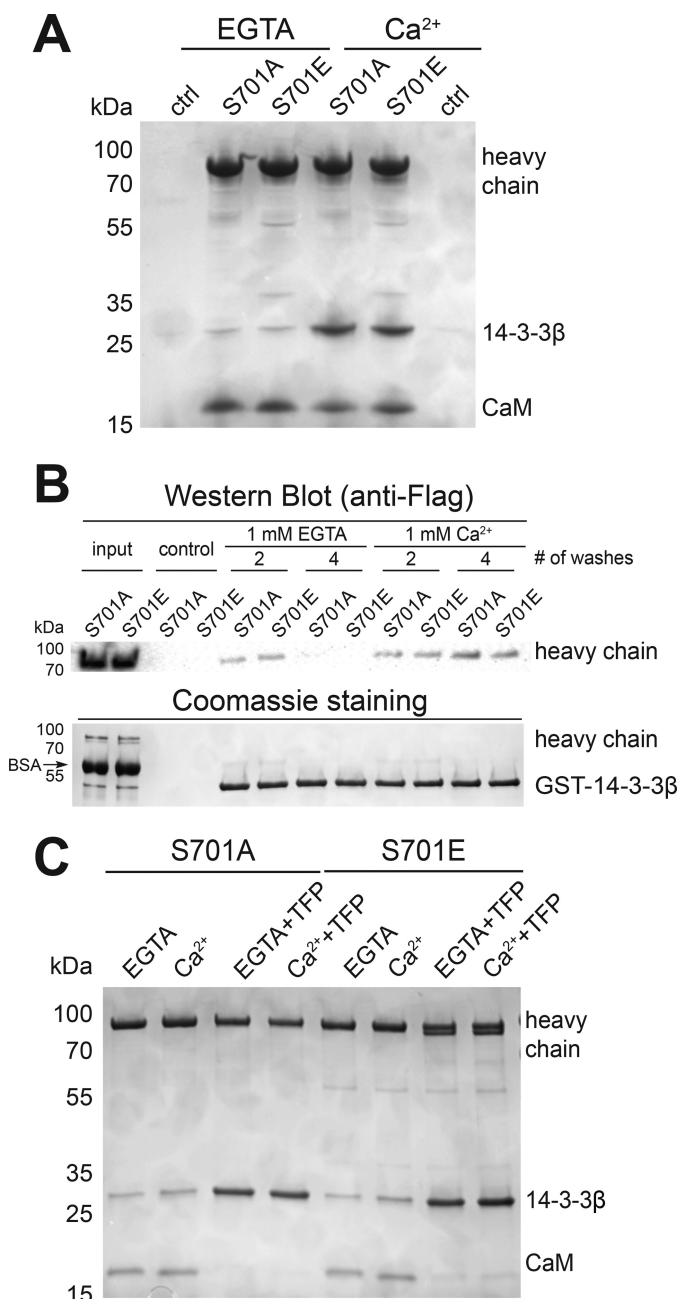 A
EGTA Ca²⁺
ctrl S701A S701E S701A S701E ctrl
kDa
100
70
55
35
25
15
heavy
chain
14-3-3β
CaM
B
Western Blot (anti-Flag)
input control 1 mM EGTA 1 mM Ca²⁺
2 4 2 4 # of washes
S701A S701E S701A S701E S701A S701E S701A S701E S701A S701E S701A S701E
kDa
100
70
heavy chain
Coomassie staining
100
70
BSA
55
heavy chain
GST-14-3-3β
C
S701A S701E
EGTA Ca²⁺ EGTA+TFP Ca²⁺+TFP EGTA Ca²⁺ EGTA+TFP Ca²⁺+TFP
kDa
100
70
55
35
25
15
heavy
chain
14-3-3β
CaM